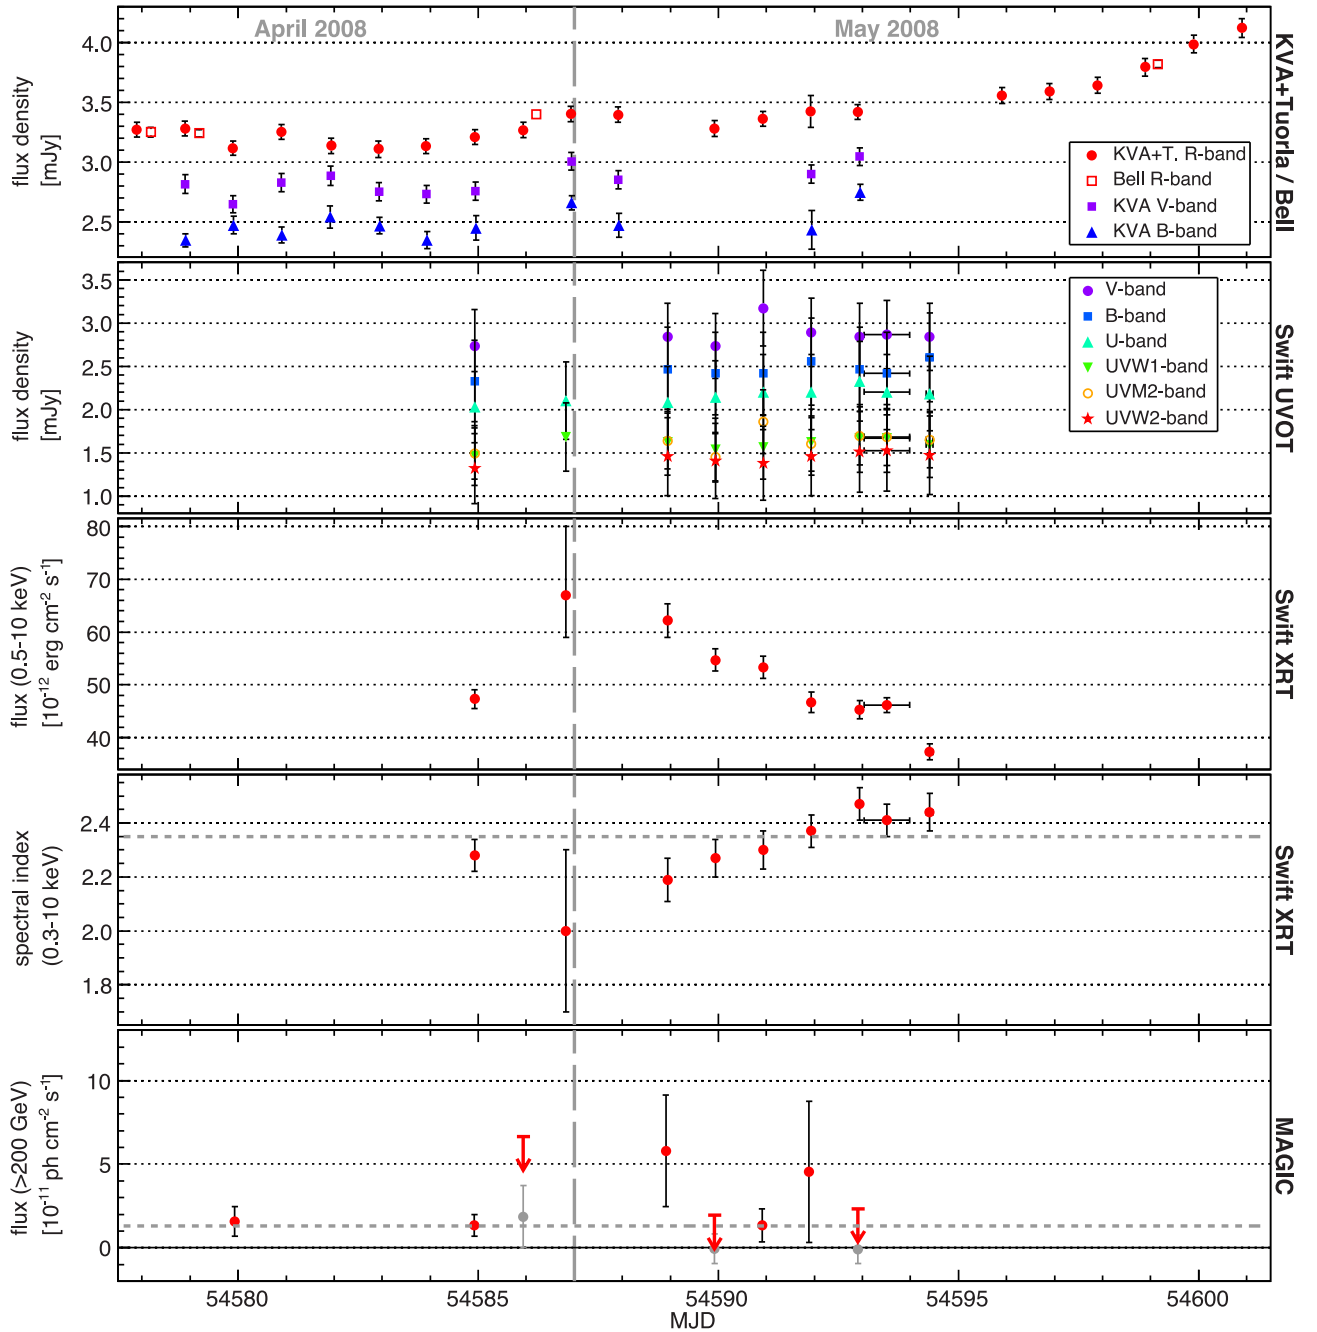 April 2008
May 2008
4.0
3.5
3.0
2.5
flux density
[mJy]
KVA+T. R-band
Bell R-band
KVA V-band
KVA B-band
KVA+Tuorla / Bell
3.5
3.0
2.5
2.0
1.5
1.0
flux density
[mJy]
V-band
B-band
U-band
UVW1-band
UVM2-band
UVW2-band
Swift UVOT
80
70
60
50
40
flux (0.5-10 keV)
[10⁻¹² erg cm⁻² s⁻¹]
Swift XRT
2.4
2.2
2.0
1.8
spectral index
(0.3-10 keV)
Swift XRT
10
5
0
flux (>200 GeV)
[10⁻¹¹ ph cm⁻² s⁻¹]
MAGIC
54580
54585
54590
54595
54600
MJD